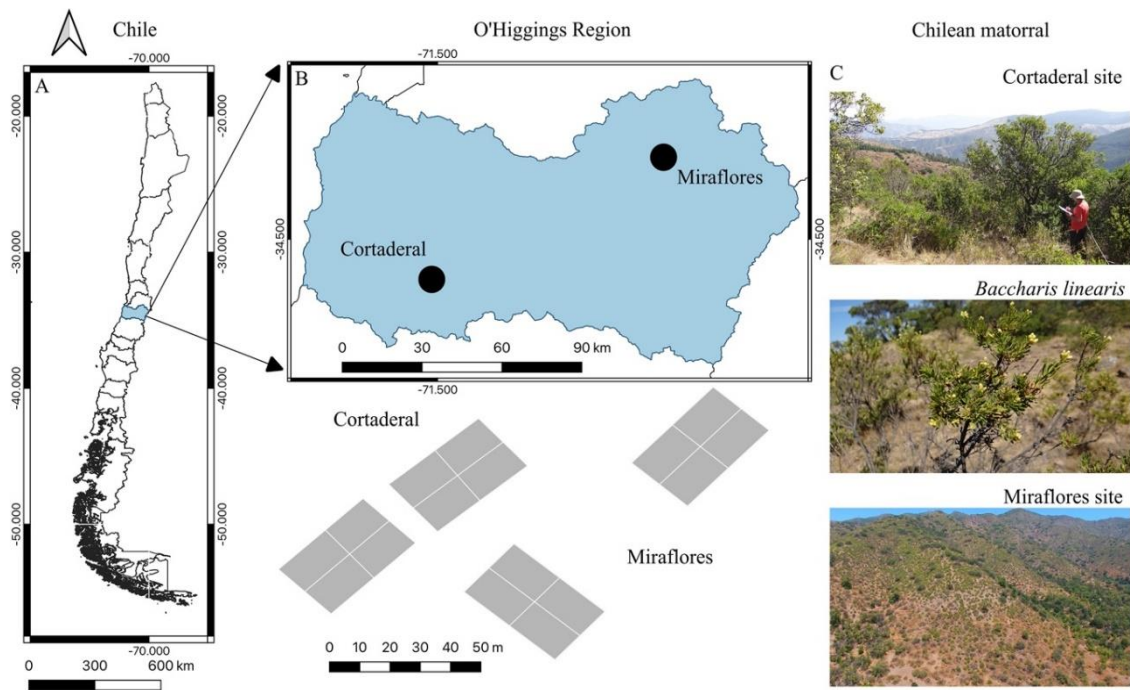 Chile
O'Higgings Region
Chilean matorral
-70.000
A
-20.000
-30.000
-40.000
-50.000
-20.000
-30.000
-40.000
-50.000
-70.000
0 300 600 km
-71.500
B
Miraflores
Cortaderal
-34.500
-34.500
0 30 60 90 km
-71.500
Cortaderal
Miraflores
0 10 20 30 40 50 m
C
Cortaderal site
Baccharis linearis
Miraflores site